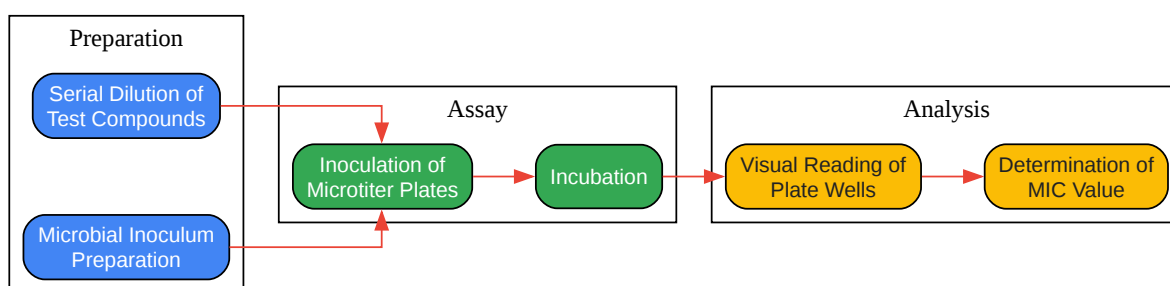 Preparation
Serial Dilution of
Test Compounds
Microbial Inoculum
Preparation
Assay
Inoculation of
Microtiter Plates
Incubation
Analysis
Visual Reading of
Plate Wells
Determination of
MIC Value